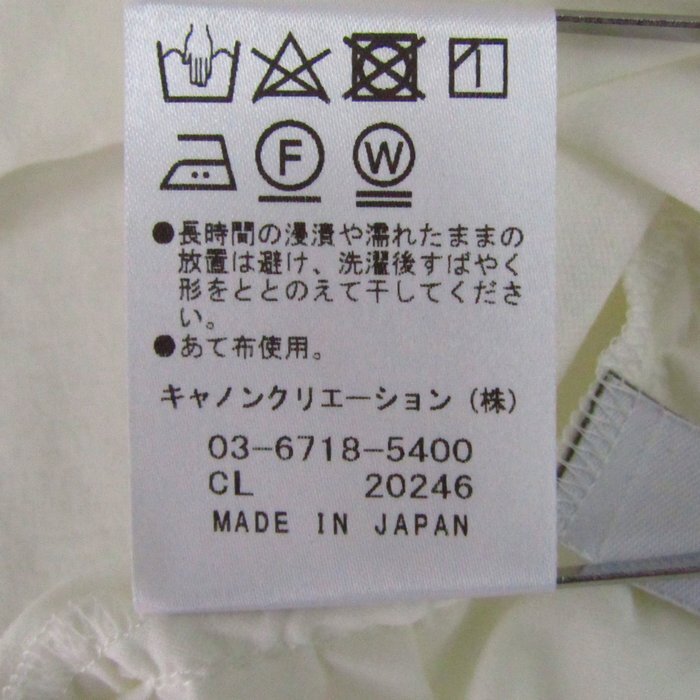 F W
●長時間の浸漬や濡れたままの
放置は避け、洗濯後すばやく
形をととのえて干してくださ
い。
●あて布使用。
キャノンクリエーション(株)
03-6718-5400
CL 20246
MADE IN JAPAN